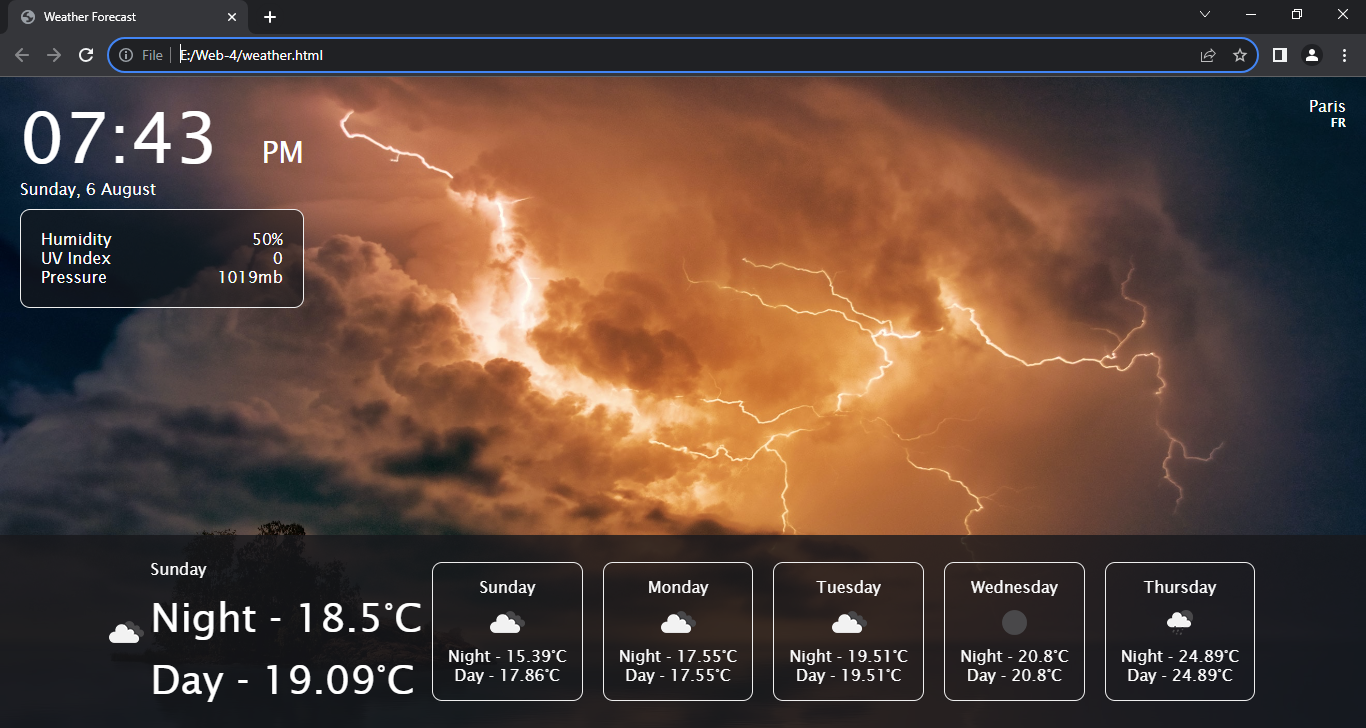 Weather Forecast
File
E:/Web-4/weather.html
07:43 PM
Sunday, 6 August
Paris
FR
Humidity 50%
UV Index 0
Pressure 1019mb
Sunday
Night - 18.5°C
Day - 19.09°C
Sunday
Night - 15.39°C
Day - 17.86°C
Monday
Night - 17.55°C
Day - 17.55°C
Tuesday
Night - 19.51°C
Day - 19.51°C
Wednesday
Night - 20.8°C
Day - 20.8°C
Thursday
Night - 24.89°C
Day - 24.89°C